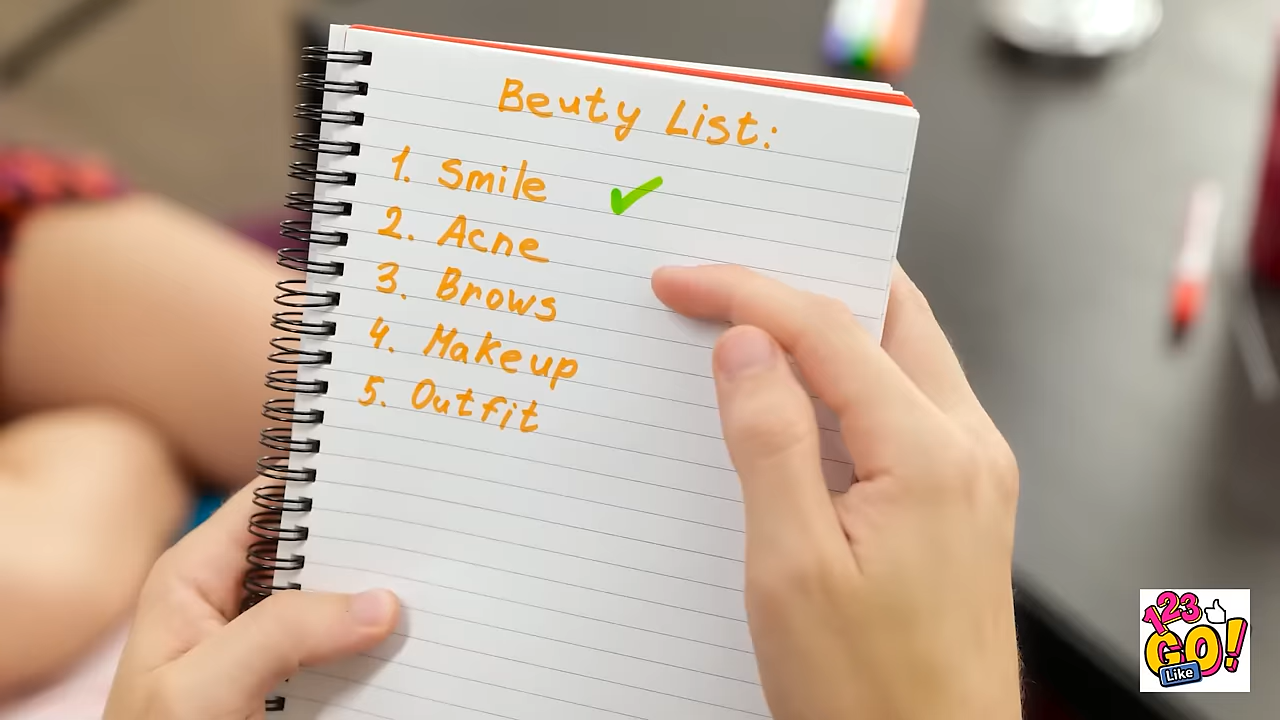 Beuty List:
1. Smile ✓
2. Acne
3. Brows
4. Makeup
5. Outfit
123
GO!
Like